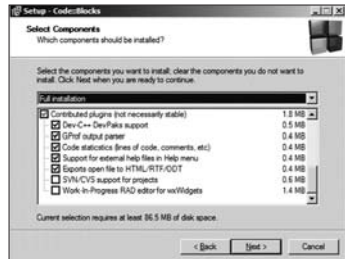 Setup - Code::Blocks
Select Components
Which components should be installed?
Select the components you want to install; clear the components you do not want to
install. Click Next when you are ready to continue.
Full installation
Contributed plugins (not necessarily stable) 1.8 MB
Dev-C++ DevPaks support 0.5 MB
GProf output parser 0.4 MB
Code statistics (lines of code, comments, etc) 0.4 MB
Support for external help files in Help menu 0.4 MB
Exports open file to HTML/RTF/ODT 0.4 MB
SVN/CVS support for projects 0.6 MB
Work-In-Progress RAD editor for wxWidgets 1.4 MB
Current selection requires at least 86.5 MB of disk space.
< Back Next > Cancel